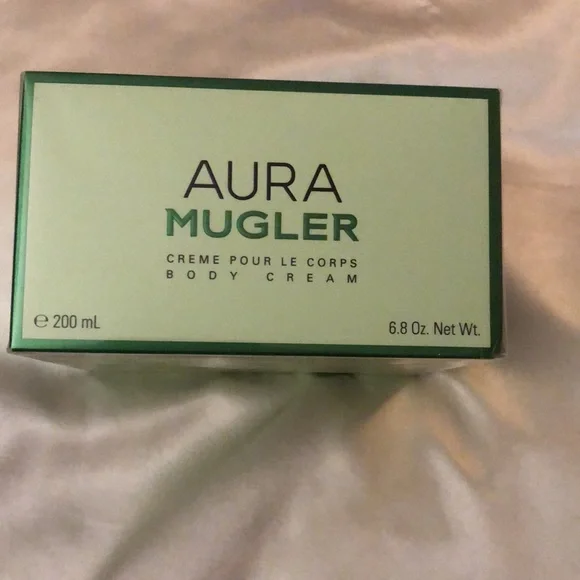 AURA
MUGLER
CREME POUR LE CORPS
BODY CREAM
℮ 200 mL
6.8 Oz. Net Wt.